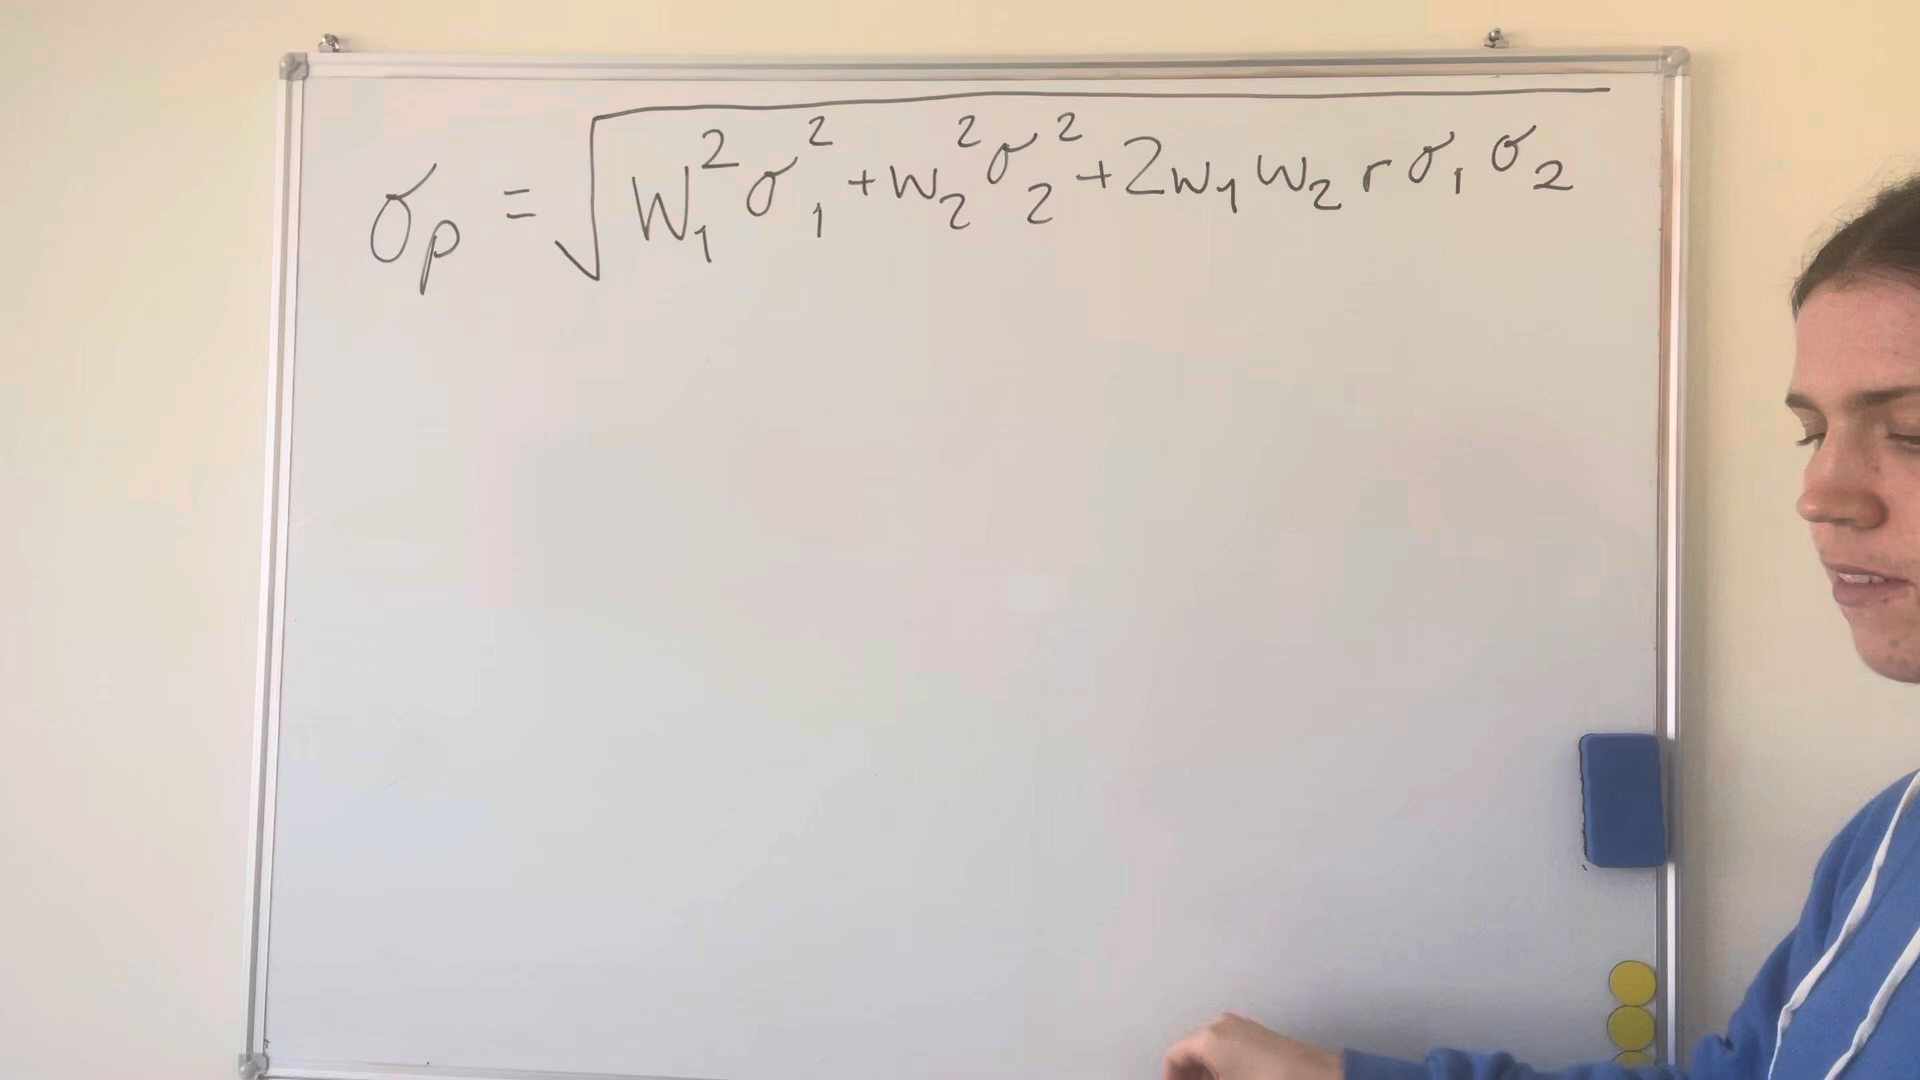 σₚ = √(W₁²σ₁² + w₂²σ₂² + 2w₁w₂rσ₁σ₂)